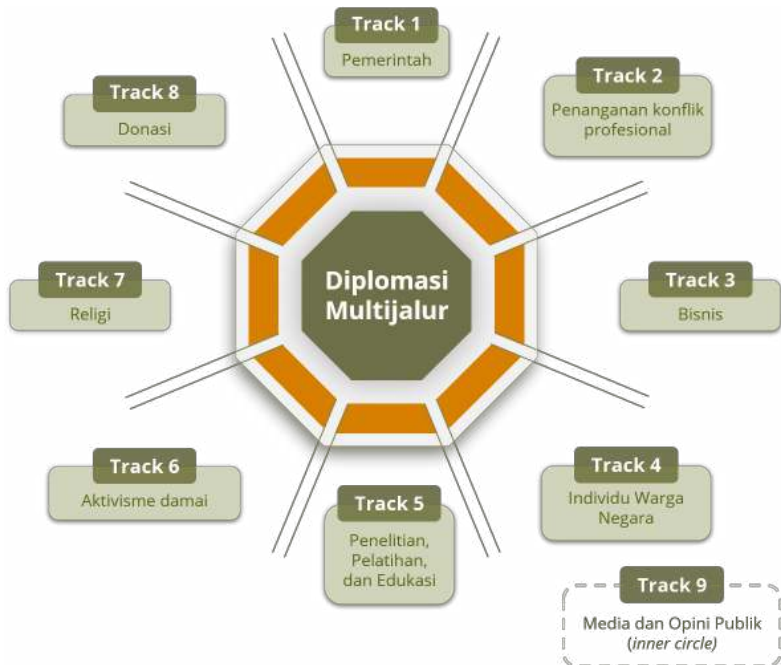 Track 1
Pemerintah
Track 2
Penanganan konflik
profesional
Track 8
Donasi
Diplomasi
Multijalur
Track 7
Religi
Track 3
Bisnis
Track 6
Aktivisme damai
Track 4
Individu Warga
Negara
Track 5
Penelitian,
Pelatihan,
dan Edukasi
Track 9
Media dan Opini Publik
(inner circle)